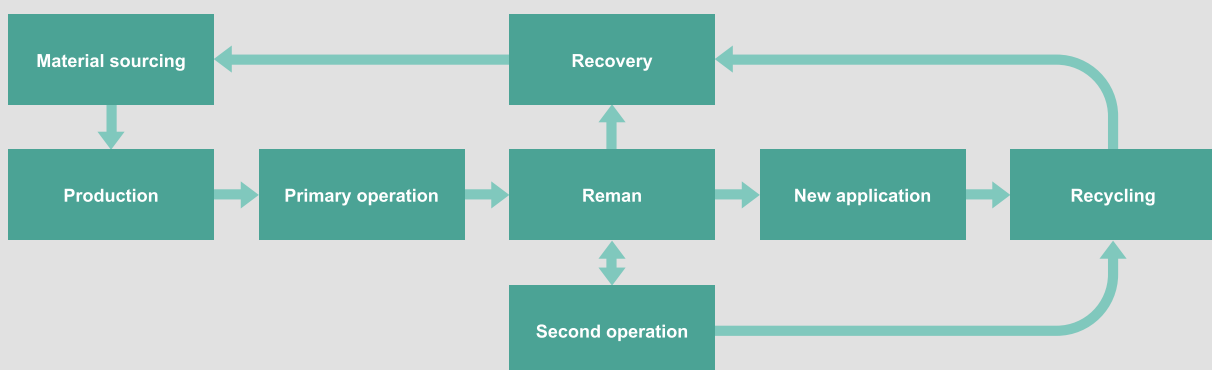 Material sourcing
Recovery
Production
Primary operation
Reman
New application
Recycling
Second operation